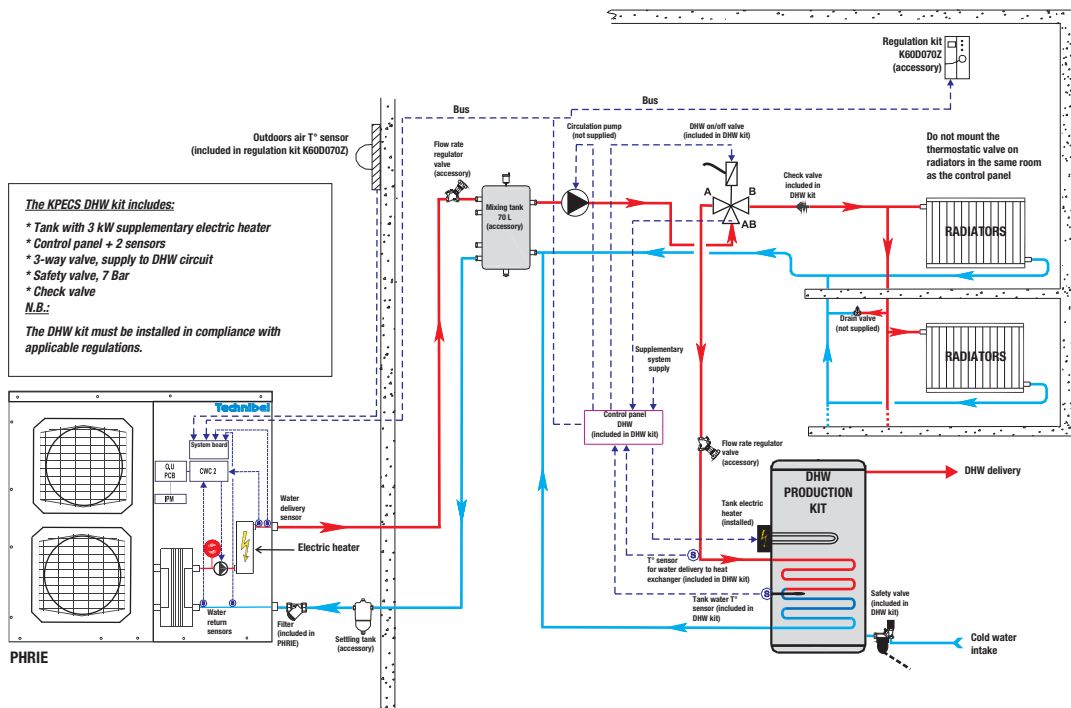 Regulation kit
K60D070Z
(accessory)
Bus
Bus
Outdoors air T° sensor
(included in regulation kit K60D070Z)
Flow rate
regulator
valve
(accessory)
Circulation pump
(not supplied)
DHW on/off valve
(included in DHW kit)
Do not mount the
thermostatic valve on
radiators in the same room
as the control panel
Check valve
included in
DHW kit
A
B
AB
Mixing tank
70 L
(accessory)
RADIATORS
The KPECS DHW kit includes:
* Tank with 3 kW supplementary electric heater
* Control panel + 2 sensors
* 3-way valve, supply to DHW circuit
* Safety valve, 7 Bar
* Check valve
N.B.:
The DHW kit must be installed in compliance with
applicable regulations.
Drain valve
(not supplied)
RADIATORS
Supplementary
system
supply
Technibel
Control panel
DHW
(included in DHW kit)
System board
O,U
PCB
CWC 2
IPM
Water
delivery
sensor
Flow rate regulator
valve
(accessory)
DHW
PRODUCTION
KIT
DHW delivery
Tank electric
heater
(installed)
Electric heater
S
T° sensor
for water delivery to heat
exchanger (included in DHW kit)
Tank water T°
sensor (included in
DHW kit)
S
Safety valve
(included in
DHW kit)
Water
return
sensors
Filter
(included in
PHRIE)
Settling tank
(accessory)
Cold water
intake
PHRIE